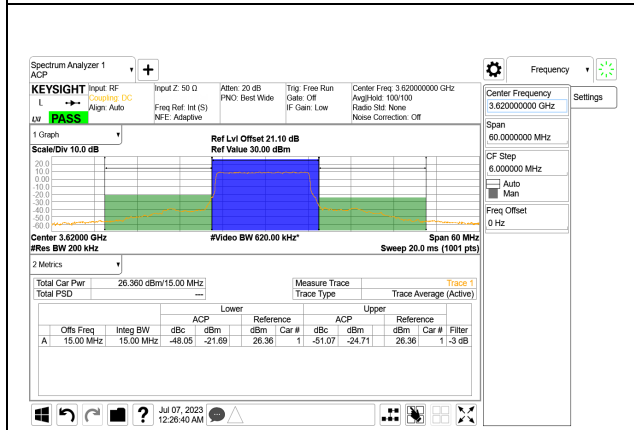 Spectrum Analyzer 1
ACP
Frequency
KEYSIGHT
L
LXI
PASS
Input: RF
Coupling: DC
Align: Auto
Input Z: 50 Ω
Freq Ref: Int (S)
NFE: Adaptive
Atten: 20 dB
PNO: Best Wide
Trig: Free Run
Gate: Off
IF Gain: Low
Center Freq: 3.620000000 GHz
Avg|Hold: 100/100
Radio Std: None
Noise Correction: Off
Center Frequency
3.620000000 GHz
Settings
Span
60.0000000 MHz
CF Step
6.000000 MHz
Auto
Man
Freq Offset
0 Hz
1 Graph
Scale/Div 10.0 dB
Ref Lvl Offset 21.10 dB
Ref Value 30.00 dBm
20.0
10.0
0.00
-10.0
-20.0
-30.0
-40.0
-50.0
-60.0
Center 3.62000 GHz
#Video BW 620.00 kHz*
Span 60 MHz
#Res BW 200 kHz
Sweep 20.0 ms (1001 pts)
2 Metrics
Total Car Pwr 26.360 dBm/15.00 MHz
Total PSD ---
Measure Trace Trace 1
Trace Type Trace Average (Active)
Lower Upper
ACP Reference ACP Reference
Offs Freq Integ BW dBc dBm dBm Car # dBc dBm dBm Car # Filter
A 15.00 MHz 15.00 MHz -48.05 -21.69 26.36 1 -51.07 -24.71 26.36 1 -3 dB
Jul 07, 2023
12:26:40 AM